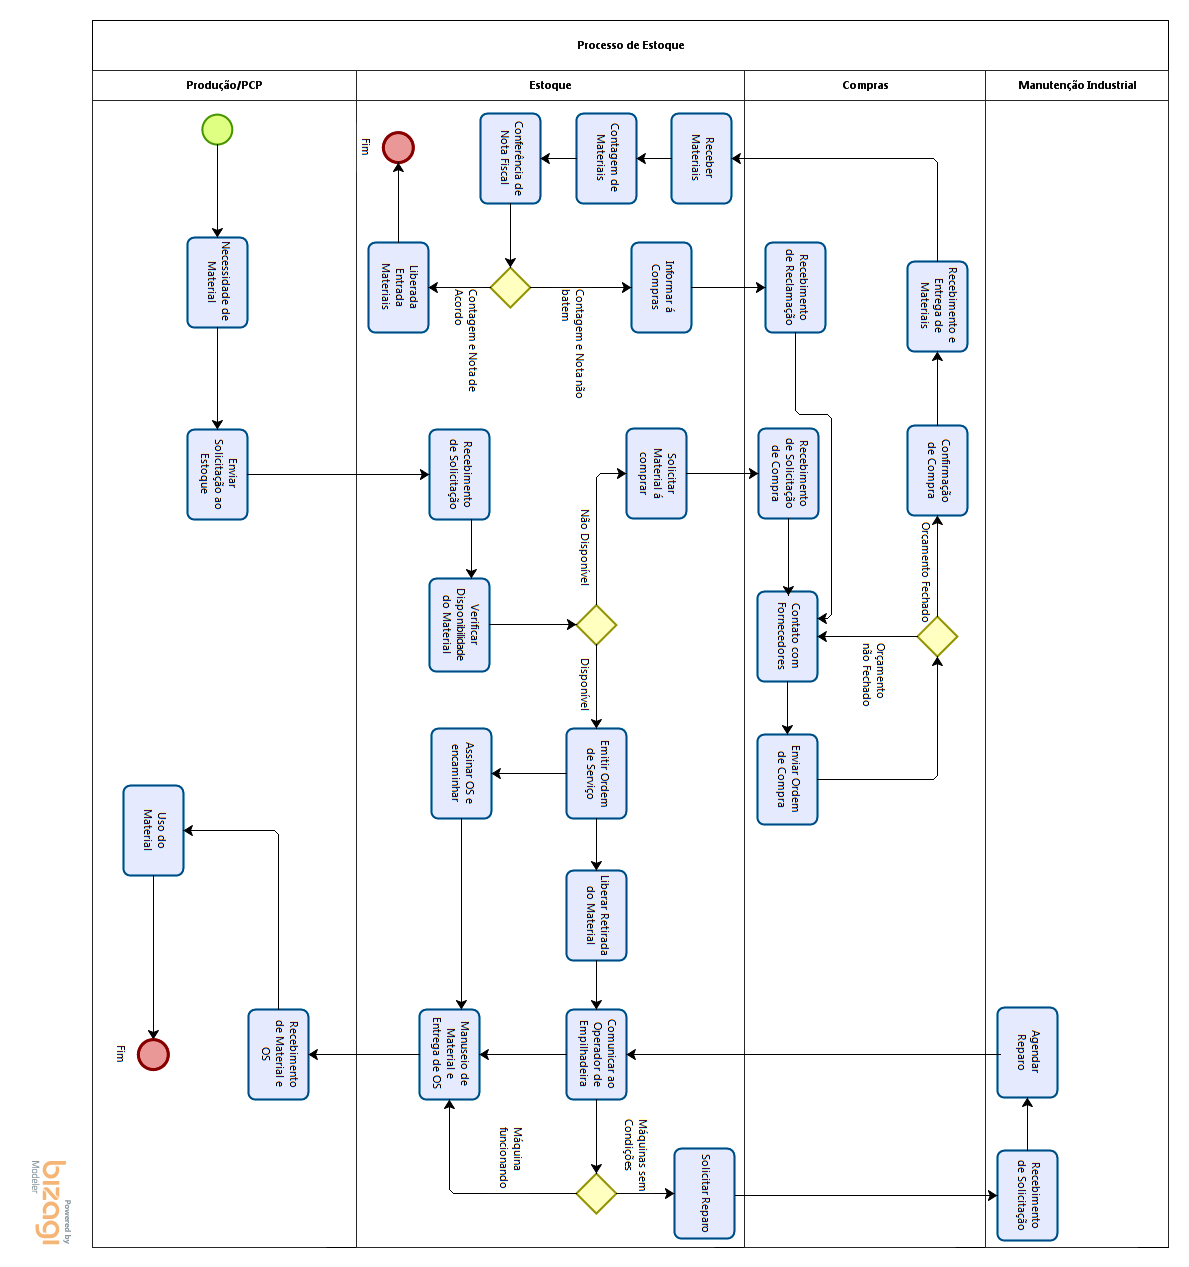 Processo de Estoque
Produção/PCP
Estoque
Compras
Manutenção Industrial
Necessidade de
Material
Enviar
Solicitação ao
Estoque
Fim
Conferência de
Nota Fiscal
Contagem de
Materiais
Receber
Materiais
Liberada
Entrada
Materiais
Contagem e Nota de
Acordo
Contagem e Nota não
batem
Informar á
Compras
Recebimento
de Reclamação
Recebimento e
Entrega de
Materiais
Recebimento
de Solicitação
Verificar
Disponibilidade
do Material
Não Disponível
Solicitar
Material á
comprar
Recebimento
de Solicitação
de Compra
Confirmação
de Compra
Orçamento Fechado
Contato com
Fornecedores
Orçamento
não Fechado
Enviar Ordem
de Compra
Disponível
Emitir Ordem
de Serviço
Assinar OS e
encaminhar
Liberar Retirada
do Material
Uso do
Material
Fim
Recebimento
de Material e
OS
Manuseio de
Material e
Entrega de OS
Comunicar ao
Operador de
Empilhadeira
Máquina
funcionando
Máquinas sem
Condições
Solicitar Reparo
Agendar
Reparo
Recebimento
de Solicitação
Powered by
bizagi
Modeler